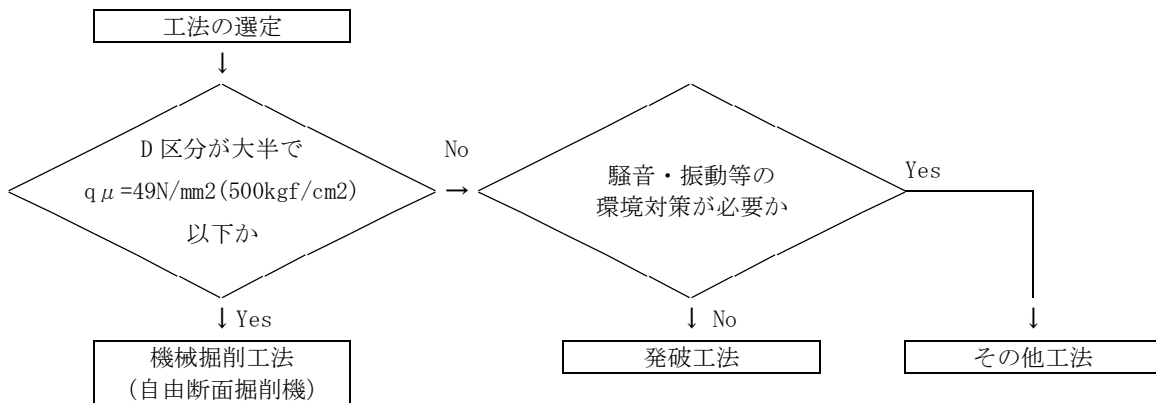 工法の選定
↓
D区分が大半で
qμ=49N/mm2(500kgf/cm2)
以下か
No
→
騒音・振動等の
環境対策が必要か
Yes
↓Yes
↓ No
↓
機械掘削工法
(自由断面掘削機)
発破工法
その他工法